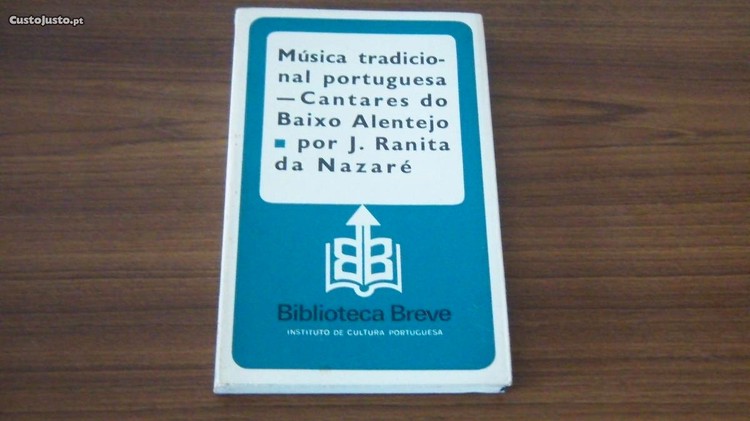 CustoJusto.pt
Música tradicio-
nal portuguesa
— Cantares do
Baixo Alentejo
■ por J. Ranita
da Nazaré
BB
Biblioteca Breve
INSTITUTO DE CULTURA PORTUGUESA